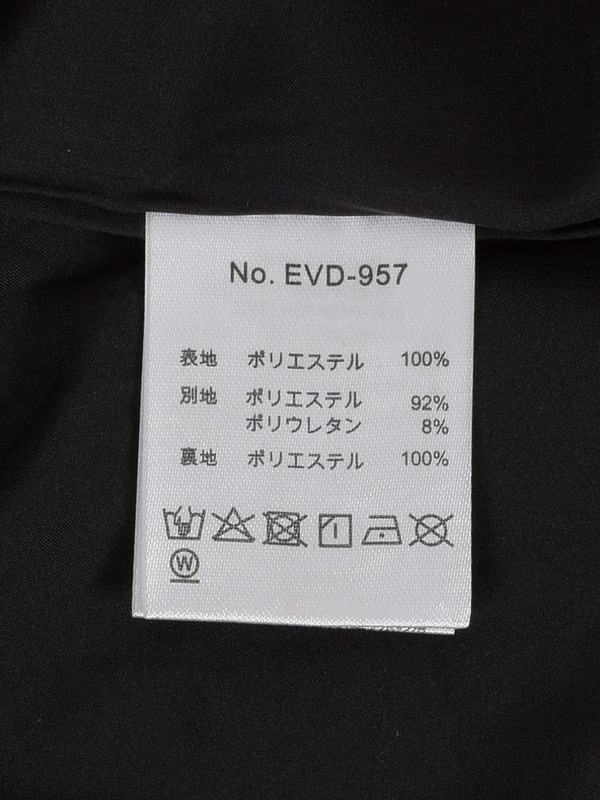 No. EVD-957
表地 ポリエステル 100%
別地 ポリエステル 92%
ポリウレタン 8%
裏地 ポリエステル 100%
W